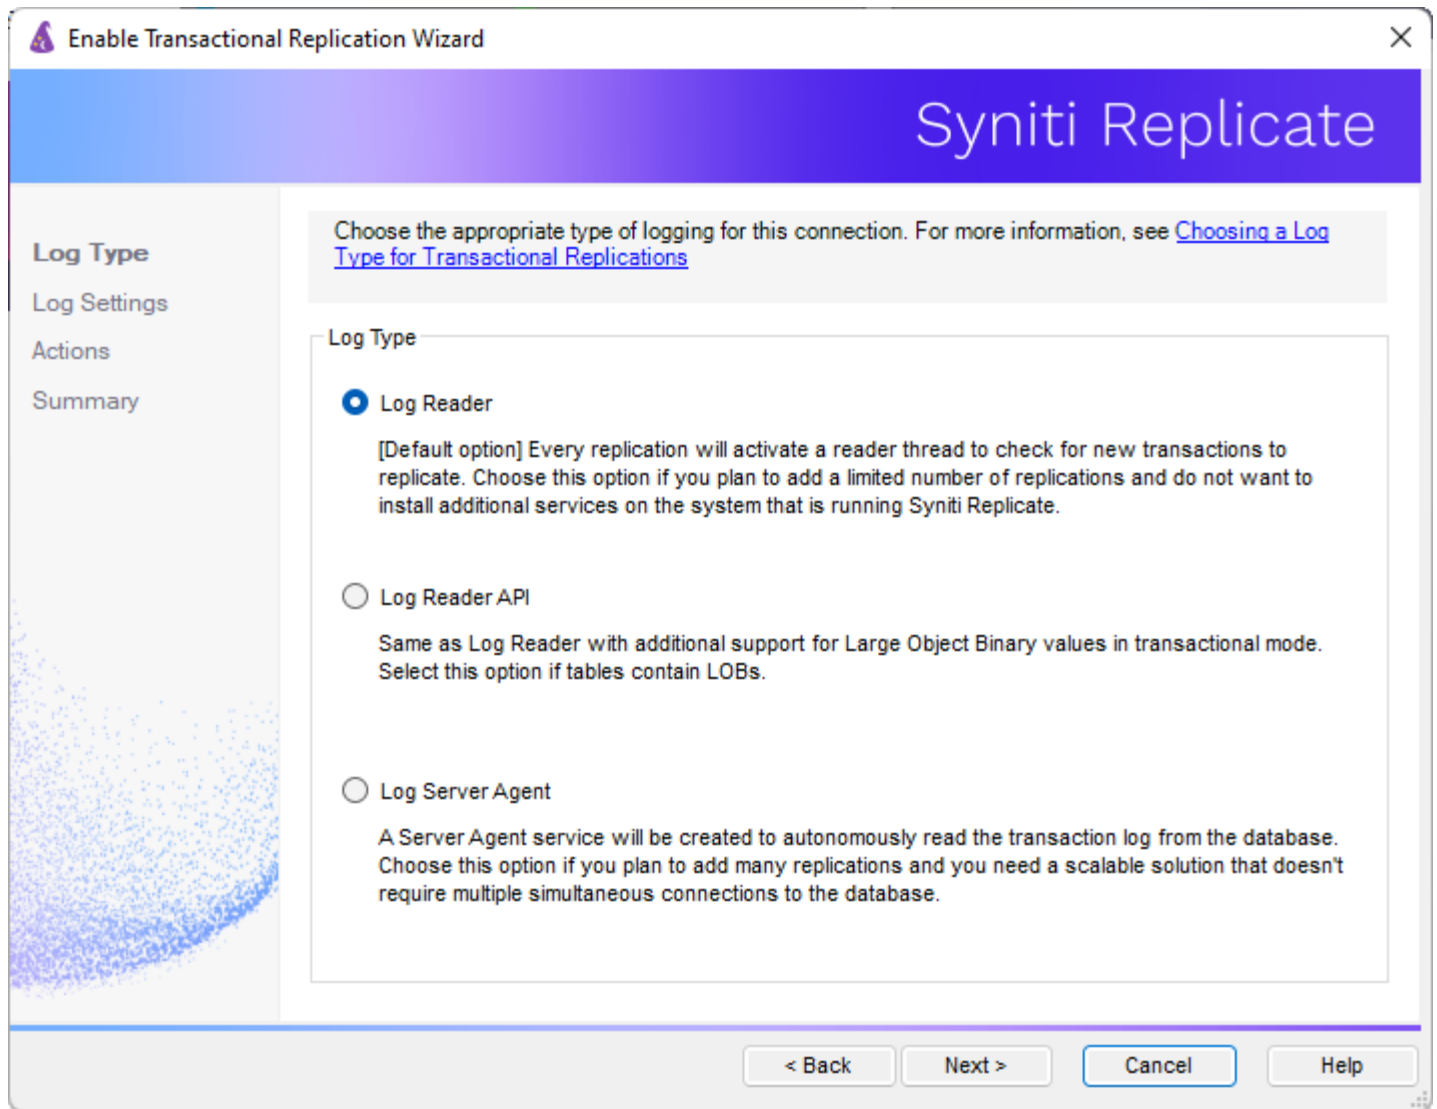 Enable Transactional Replication Wizard
Syniti Replicate
Log Type
Log Settings
Actions
Summary
Choose the appropriate type of logging for this connection. For more information, see Choosing a Log
Type for Transactional Replications
Log Type
Log Reader
[Default option] Every replication will activate a reader thread to check for new transactions to
replicate. Choose this option if you plan to add a limited number of replications and do not want to
install additional services on the system that is running Syniti Replicate.
Log Reader API
Same as Log Reader with additional support for Large Object Binary values in transactional mode.
Select this option if tables contain LOBs.
Log Server Agent
A Server Agent service will be created to autonomously read the transaction log from the database.
Choose this option if you plan to add many replications and you need a scalable solution that doesn't
require multiple simultaneous connections to the database.
< Back
Next >
Cancel
Help